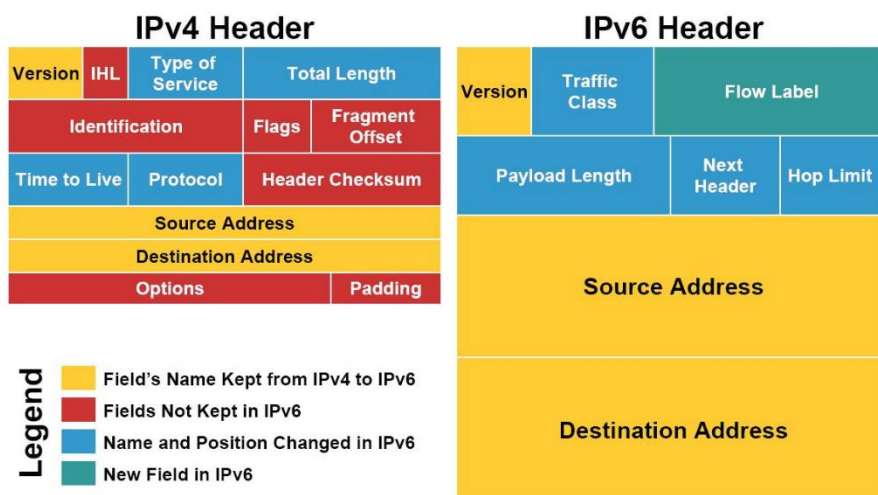 IPv4 Header
Version IHL Type of Service Total Length
Identification Flags Fragment Offset
Time to Live Protocol Header Checksum
Source Address
Destination Address
Options Padding
IPv6 Header
Version Traffic Class Flow Label
Payload Length Next Header Hop Limit
Source Address
Destination Address
Legend
Field's Name Kept from IPv4 to IPv6
Fields Not Kept in IPv6
Name and Position Changed in IPv6
New Field in IPv6